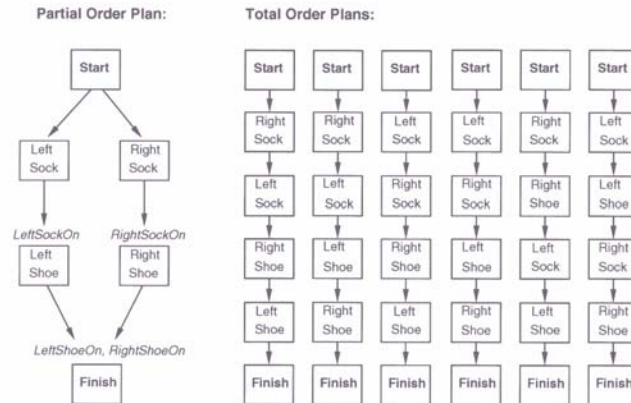 Partial Order Plan:
Start
Left
Sock
Right
Sock
LeftSockOn
RightSockOn
Left
Shoe
Right
Shoe
LeftShoeOn, RightShoeOn
Finish
Total Order Plans:
Start
Right
Sock
Left
Sock
Right
Shoe
Left
Shoe
Finish
Start
Right
Sock
Left
Sock
Left
Shoe
Right
Shoe
Finish
Start
Left
Sock
Right
Sock
Right
Shoe
Left
Shoe
Finish
Start
Left
Sock
Right
Sock
Left
Shoe
Right
Shoe
Finish
Start
Right
Sock
Right
Shoe
Left
Sock
Left
Shoe
Finish
Start
Left
Sock
Left
Shoe
Right
Sock
Right
Shoe
Finish